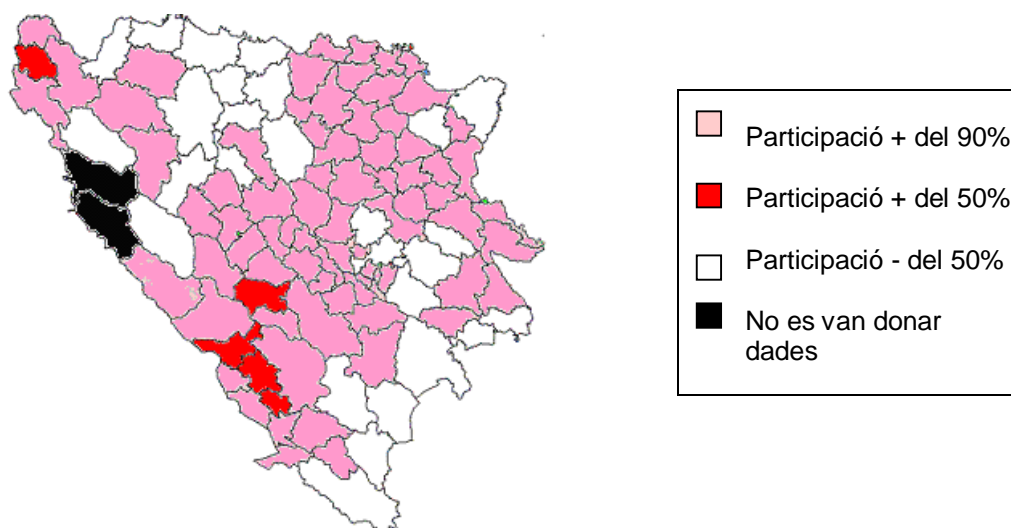 Participació + del 90%
Participació + del 50%
Participació - del 50%
No es van donar
dades